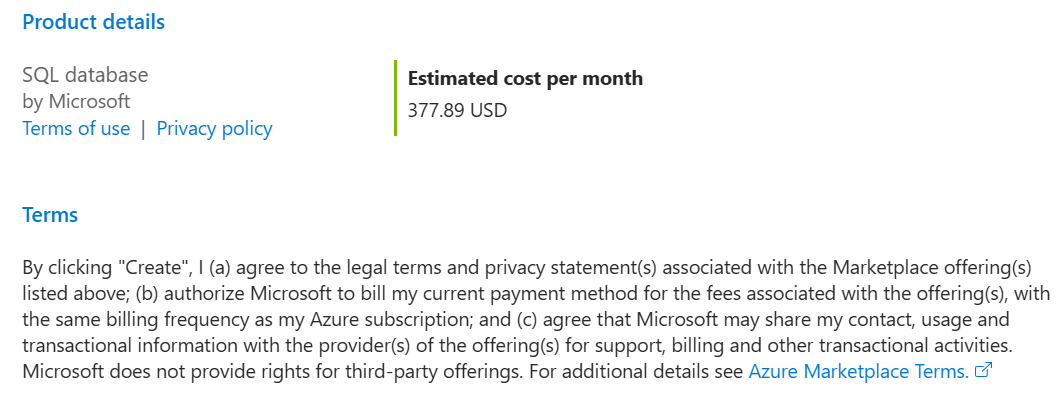 Product details
SQL database
by Microsoft
Terms of use | Privacy policy
Estimated cost per month
377.89 USD
Terms
By clicking "Create", I (a) agree to the legal terms and privacy statement(s) associated with the Marketplace offering(s)
listed above; (b) authorize Microsoft to bill my current payment method for the fees associated with the offering(s), with
the same billing frequency as my Azure subscription; and (c) agree that Microsoft may share my contact, usage and
transactional information with the provider(s) of the offering(s) for support, billing and other transactional activities.
Microsoft does not provide rights for third-party offerings. For additional details see Azure Marketplace Terms.